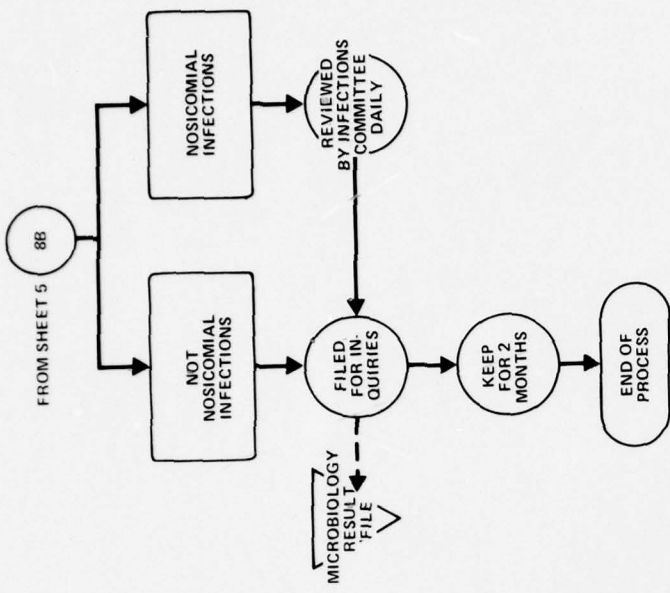 FROM SHEET 5
8B
NOT
NOSICOMIAL
INFECTIONS
NOSICOMIAL
INFECTIONS
REVIEWED
BY INFECTIONS
COMMITTEE
DAILY
FILED
FOR IN-
QUIRIES
MICROBIOLOGY
RESULT
FILE
KEEP
FOR 2
MONTHS
END OF
PROCESS